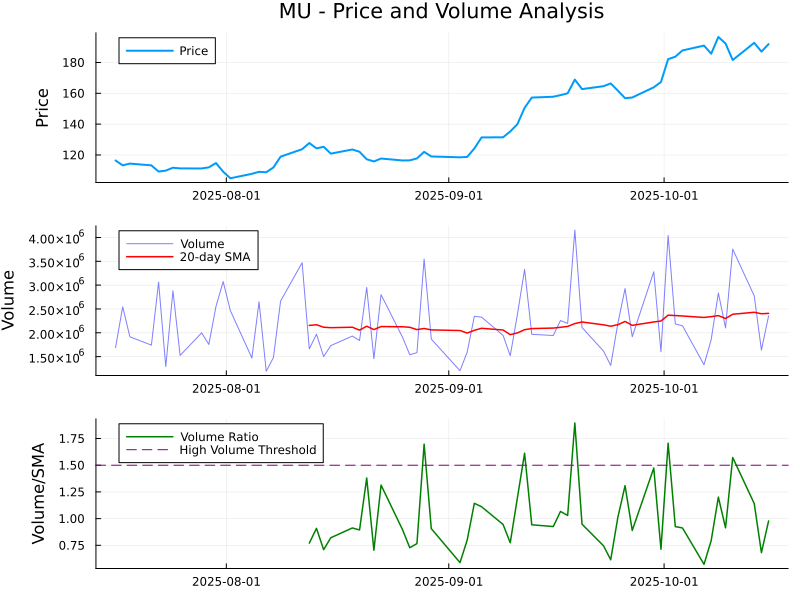 MU - Price and Volume Analysis
Price
Price
180
160
140
120
2025-08-01 2025-09-01 2025-10-01
Volume
Volume
20-day SMA
4.00×10⁶
3.50×10⁶
3.00×10⁶
2.50×10⁶
2.00×10⁶
1.50×10⁶
2025-08-01 2025-09-01 2025-10-01
Volume/SMA
Volume Ratio
High Volume Threshold
1.75
1.50
1.25
1.00
0.75
2025-08-01 2025-09-01 2025-10-01